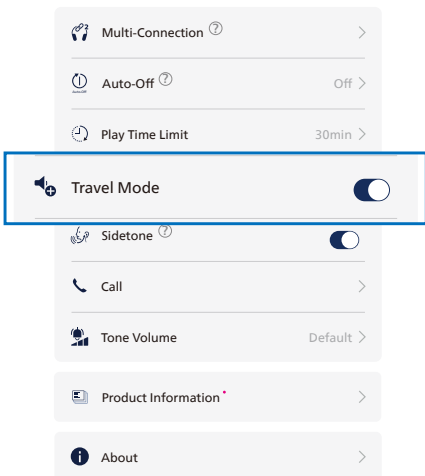 Multi-Connection ?
Auto-Off ? Off
Play Time Limit 30min
Travel Mode
Sidetone ?
Call
Tone Volume Default
Product Information
About